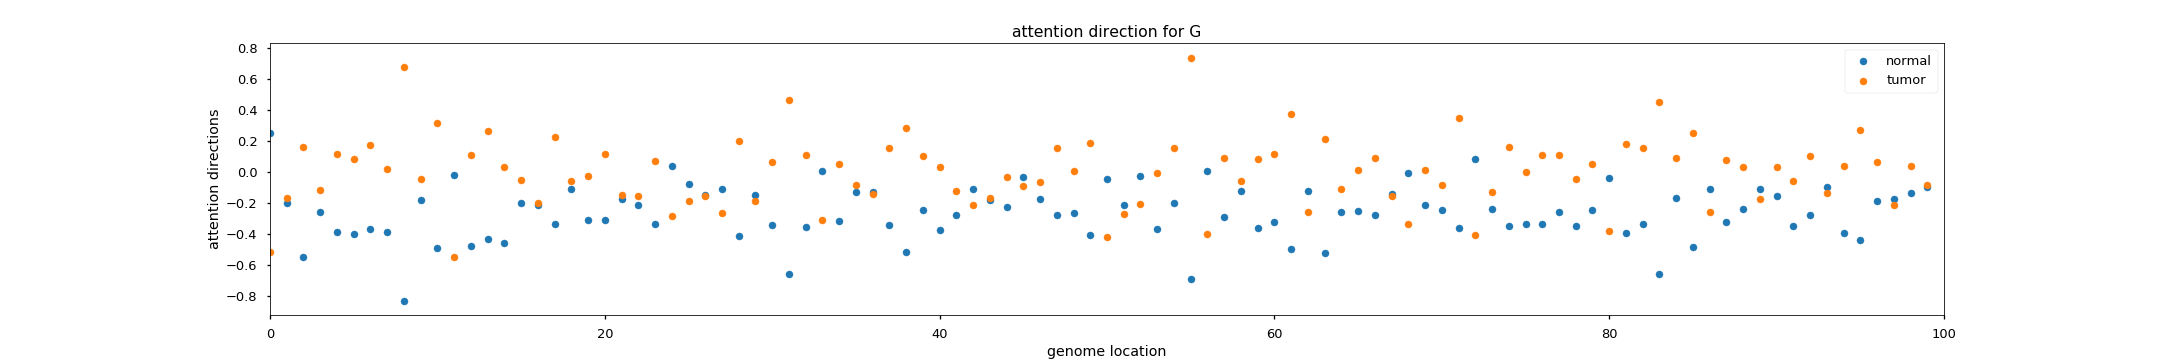 attention direction for G
normal
tumor
0.8
0.6
0.4
0.2
0.0
−0.2
−0.4
−0.6
−0.8
attention directions
0 20 40 60 80 100
genome location